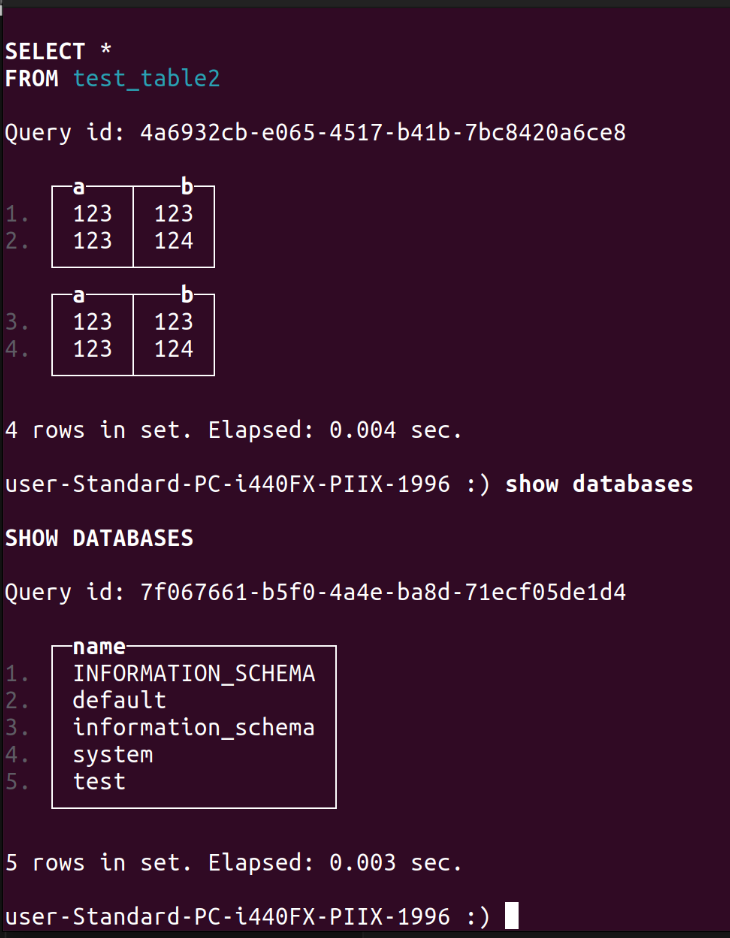 SELECT *
FROM test_table2
Query id: 4a6932cb-e065-4517-b41b-7bc8420a6ce8
a b
1. 123 123
2. 123 124
a b
3. 123 123
4. 123 124
4 rows in set. Elapsed: 0.004 sec.
user-Standard-PC-i440FX-PIIX-1996 :) show databases
SHOW DATABASES
Query id: 7f067661-b5f0-4a4e-ba8d-71ecf05de1d4
name
1. INFORMATION_SCHEMA
2. default
3. information_schema
4. system
5. test
5 rows in set. Elapsed: 0.003 sec.
user-Standard-PC-i440FX-PIIX-1996 :)